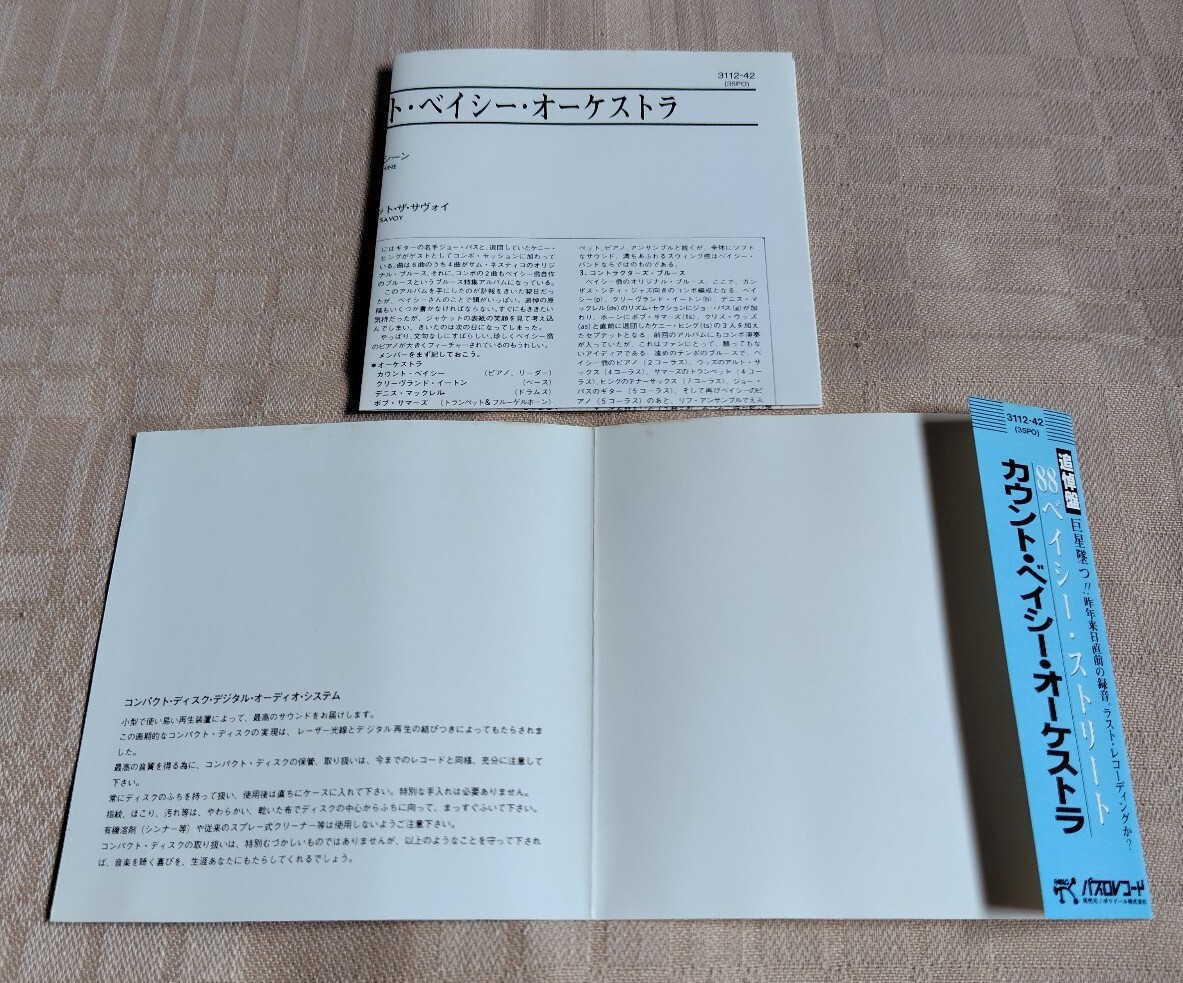 3112-42
(35PO)
ト・ベイシー・オーケストラ
シーン
HINE
ット・ザ・サヴォイ
SAVOY
にはギターの名手ジョー・パスと、退団していたケニー・
ヒングがゲストとしてコンボ・セッションに加わって
いる。曲は6曲のうち4曲がサム・ネスティコのオリジ
ナル・ブルース、それに、コンボの2曲もベイシー翁自作
のブルースというブルース特集アルバムになっている。
このアルバムを手にしたのが訃報をきいた翌日だっ
たが、ベイシーさんのことで頭がいっぱい、追悼の原
稿もいくつか書かなければならない。すぐにもききたい
気持だったが、ジャケットの表紙の笑顔を見て考え込
んでしまい、きいたのは次の日になってしまった。
やっぱり、文句なしにすばらしい。珍しくベイシー翁
のピアノが大きくフィーチャーされているのもうれしい。
メンバーをまず記しておこう。
●オーケストラ
カウント・ベイシー (ピアノ、リーダー)
クリーヴランド・イートン (ベース)
デニス・マックレル (ドラムス)
ボブ・サマーズ (トランペット&フルーゲルホーン)
ペット、ピアノ、アンサンブルと続くが、全体にソフト
なサウンド、満ちあふれるスウィング感はベイシー・
バンドならではのものである。
3. コントラクターズ・ブルース
ベイシー翁のオリジナル・ブルース。ここで、カン
ザス・シティ・ジャズ向きのコンボ編成となる。ベイ
シー(p)、クリーヴランド・イートン(b)、デニス・マ
ックレル(ds)のリズム・セクションにジョー・パス(g)が加
わり、ホーンにボブ・サマーズ(ts)、クリス・ウッズ
(as)と直前に退団したケニー・ヒング(ts)の3人を加え
たセプテットとなる。前回のアルバムにもコンボ演奏
が入っていたが、これはファンにとって、願ってもな
いアイディアである。速めのテンポのブルースで、ベ
イシー翁のピアノ(2コーラス)、ウッズのアルト・サ
ックス(4コーラス)、サマーズのトランペット(4コー
ラス)、ヒングのテナーサックス(7コーラス)、ジョー・
パスのギター(5コーラス)、そして再びベイシーのピ
アノ(5コーラス)のあと、リフ・アンサンブルでえん
コンパクト・ディスク・デジタル・オーディオ・システム
小型で使い易い再生装置によって、最高のサウンドをお届けします。
この画期的なコンパクト・ディスクの実現は、レーザー光線とデジタル再生の結びつきによってもたらされま
した。
最高の音質を得る為に、コンパクト・ディスクの保管、取り扱いは、今までのレコードと同様、充分に注意して
下さい。
常にディスクのふちを持って扱い、使用後は直ちにケースに入れて下さい。特別な手入れは必要ありません。
指紋、ほこり、汚れ等は、やわらかい、乾いた布でディスクの中心からふちに向って、まっすぐふいて下さい。
有機溶剤(シンナー等)や従来のスプレー式クリーナー等は使用しないようご注意下さい。
コンパクト・ディスクの取り扱いは、特別むづかしいものではありませんが、以上のようなことを守って下され
ば、音楽を聴く喜びを、生涯あなたにもたらしてくれるでしょう。
3112-42
(35PO)
追悼盤
巨星墜つ!!昨年来日直前の録音。ラスト・レコーディングか?
88ベイシー・ストリート
カウント・ベイシー・オーケストラ
PABLO
パブロレコード
発売元/ポリドール株式会社